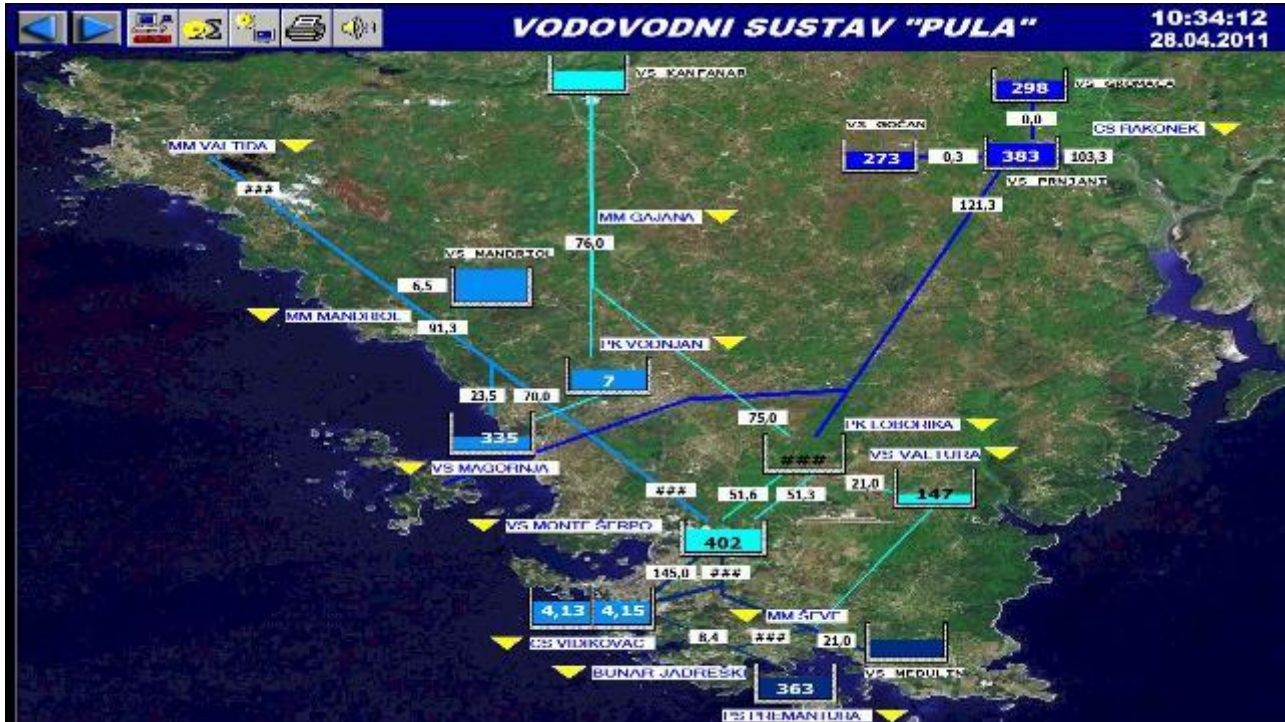 VODOVODNI SUSTAV "PULA"
10:34:12
28.04.2011
VS KANFANAR
298
VS GROMACA
0,0
VS GOČAN
CS RAKONEK
273
0,3
383
103,3
VS PRNJANI
MM VALTIDA
###
121,3
MM GAJANA
76,0
VS MANDRIOL
6,5
MM MANDRIOL
91,3
PK VODNJAN
7
23,5
70,0
75,0
PK LOBORIKA
335
###
VS VALTURA
VS MAGORNJA
21,0
147
###
51,6
51,3
VS MONTE ŠERPO
402
145,0
###
4,13
4,15
MM ŠEVE
CS VIDIKOVAC
8,4
###
21,0
BUNAR JADREŠKI
VS MEDULIN
363
PS PREMANTURA